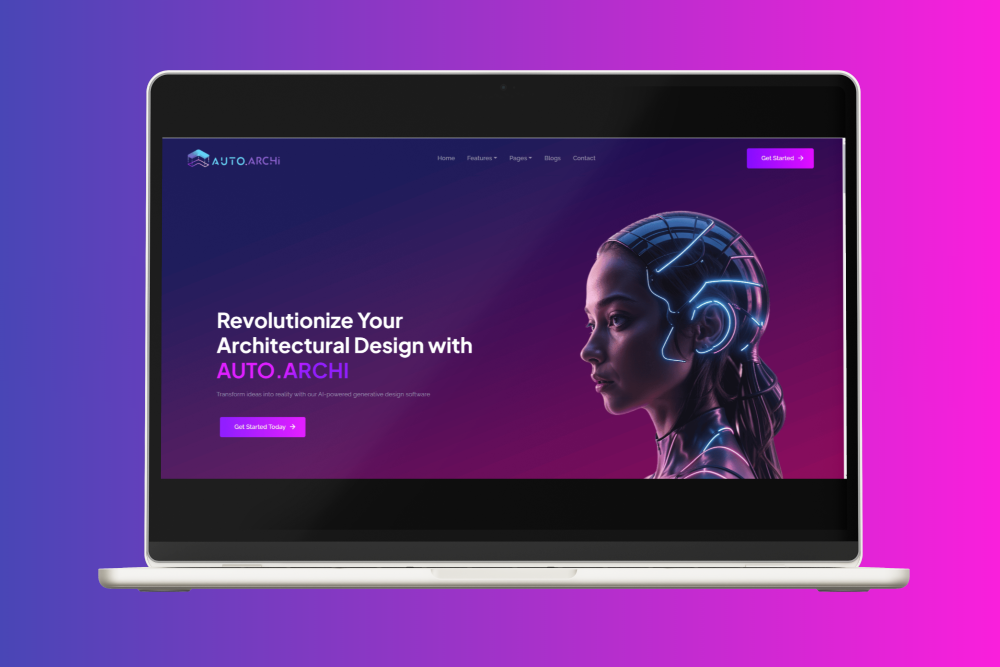 AUTO.ARCHi
Home Features Pages Blogs Contact
Get Started
Revolutionize Your
Architectural Design with
AUTO.ARCHI
Transform ideas into reality with our AI-powered generative design software
Get Started Today